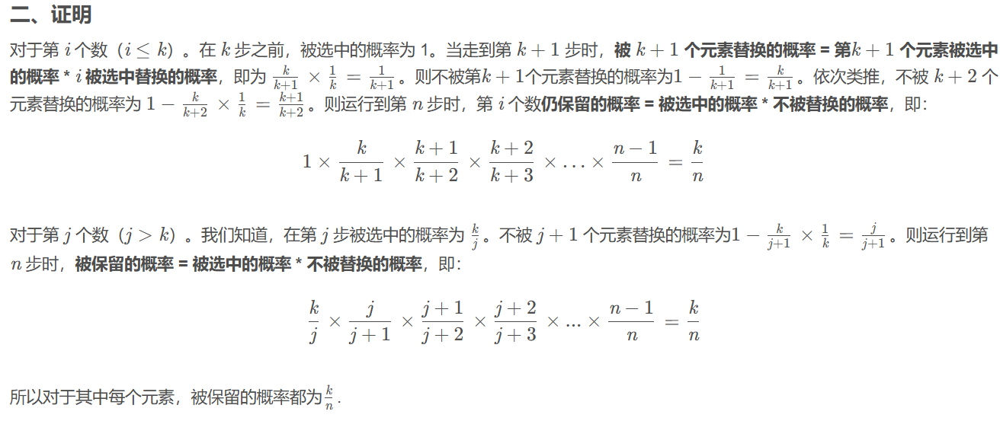 二、证明
对于第 $i$ 个数（$i \leq k$）。在 $k$ 步之前，被选中的概率为 1。当走到第 $k+1$ 步时，被 $k+1$ 个元素替换的概率 = 第$k+1$ 个元素被选中
的概率 * $i$ 被选中替换的概率，即为 $\frac{k}{k+1} \times \frac{1}{k} = \frac{1}{k+1}$。则不被第$k+1$个元素替换的概率为$1 - \frac{1}{k+1} = \frac{k}{k+1}$。依次类推，不被 $k+2$ 个
元素替换的概率为 $1 - \frac{k}{k+2} \times \frac{1}{k} = \frac{k+1}{k+2}$。则运行到第 $n$ 步时，第 $i$ 个数仍保留的概率 = 被选中的概率 * 不被替换的概率，即：
$1 \times \frac{k}{k+1} \times \frac{k+1}{k+2} \times \frac{k+2}{k+3} \times \ldots \times \frac{n-1}{n} = \frac{k}{n}$
对于第 $j$ 个数（$j > k$）。我们知道，在第 $j$ 步被选中的概率为 $\frac{k}{j}$。不被 $j+1$ 个元素替换的概率为$1 - \frac{k}{j+1} \times \frac{1}{k} = \frac{j}{j+1}$。则运行到第
$n$ 步时，被保留的概率 = 被选中的概率 * 不被替换的概率，即：
$\frac{k}{j} \times \frac{j}{j+1} \times \frac{j+1}{j+2} \times \frac{j+2}{j+3} \times ... \times \frac{n-1}{n} = \frac{k}{n}$
所以对于其中每个元素，被保留的概率都为$\frac{k}{n}$.